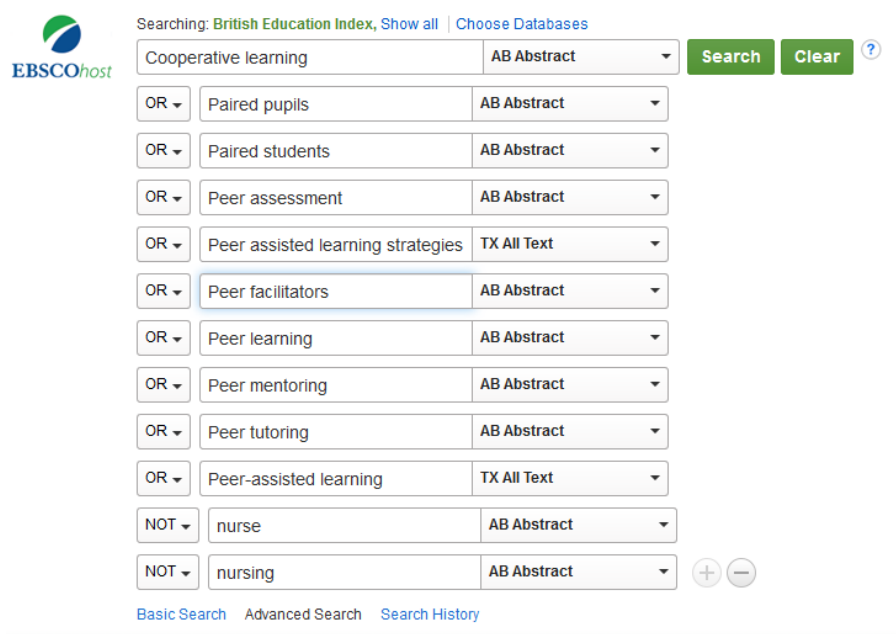 Searching: British Education Index, Show all | Choose Databases
EBSCOhost
Cooperative learning AB Abstract Search Clear ?
OR Paired pupils AB Abstract
OR Paired students AB Abstract
OR Peer assessment AB Abstract
OR Peer assisted learning strategies TX All Text
OR Peer facilitators AB Abstract
OR Peer learning AB Abstract
OR Peer mentoring AB Abstract
OR Peer tutoring AB Abstract
OR Peer-assisted learning TX All Text
NOT nurse AB Abstract
NOT nursing AB Abstract
Basic Search Advanced Search Search History